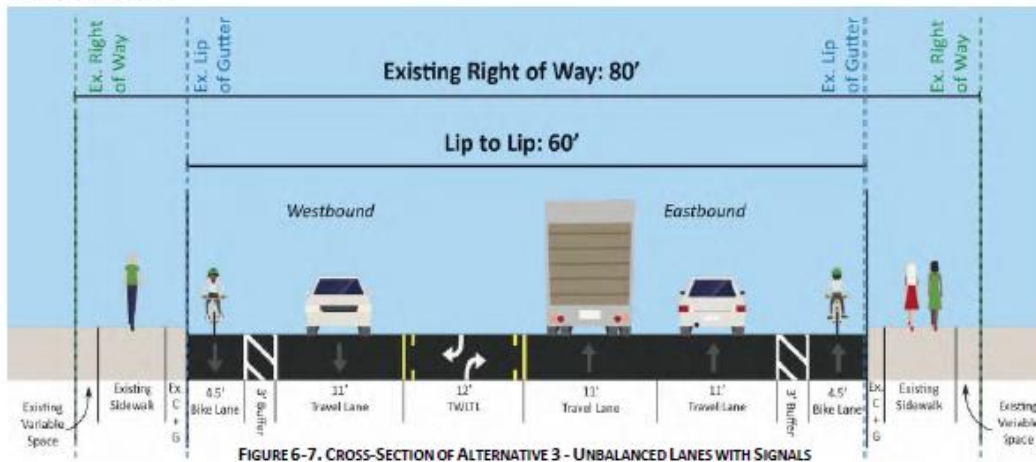 Ex. Right
of Way
Ex. Lip
of Gutter
Existing Right of Way: 80’
Ex. Lip
of Gutter
Ex. Right
of Way
Lip to Lip: 60’
Westbound
Eastbound
Existing
Variable
Space
Existing
Sidewalk
Ex.
C
+
G
4.5'
Bike Lane
3' Buffer
11'
Travel Lane
12'
TWLTL
11'
Travel Lane
11'
Travel Lane
3' Buffer
4.5'
Bike Lane
Ex.
C
+
G
Existing
Sidewalk
Existing
Variable
Space
FIGURE 6-7. CROSS-SECTION OF ALTERNATIVE 3 - UNBALANCED LANES WITH SIGNALS